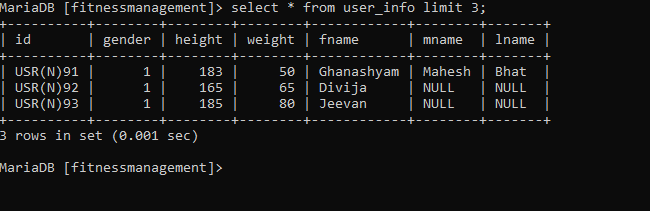 MariaDB [fitnessmanagement]> select * from user_info limit 3;
+----------+--------+--------+--------+-----------+--------+-------+
| id       | gender | height | weight | fname     | mname  | lname |
+----------+--------+--------+--------+-----------+--------+-------+
| USR(N)91 |      1 |    183 |     50 | Ghanashyam | Mahesh | Bhat  |
| USR(N)92 |      1 |    165 |     65 | Divija    | NULL   | NULL  |
| USR(N)93 |      1 |    185 |     80 | Jeevan    | NULL   | NULL  |
+----------+--------+--------+--------+-----------+--------+-------+
3 rows in set (0.001 sec)
MariaDB [fitnessmanagement]>